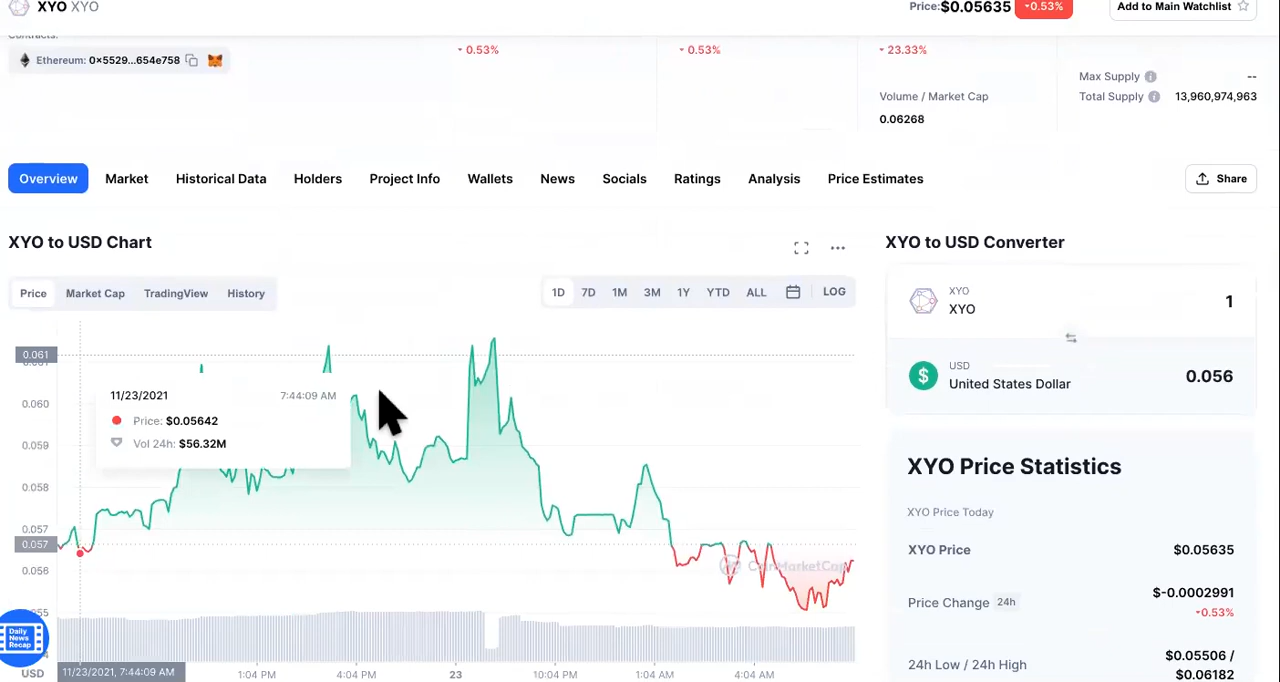 XYO XYO
Price:$0.05635
0.53%
Add to Main Watchlist
Contracts:
Ethereum: 0×5529...654e758
0.53%
0.53%
23.33%
Volume / Market Cap
0.06268
Max Supply
--
Total Supply
13,960,974,963
Overview
Market
Historical Data
Holders
Project Info
Wallets
News
Socials
Ratings
Analysis
Price Estimates
Share
XYO to USD Chart
Price
Market Cap
TradingView
History
1D
7D
1M
3M
1Y
YTD
ALL
LOG
0.061
0.061
0.060
0.059
0.058
0.057
0.057
0.056
11/23/2021
7:44:09 AM
Price: $0.05642
Vol 24h: $56.32M
CoinMarketCap
Daily
News
Recap
USD
11/23/2021, 7:44:09 AM
1:04 PM
4:04 PM
23
10:04 PM
1:04 AM
4:04 AM
XYO to USD Converter
XYO
XYO
1
$
USD
United States Dollar
0.056
XYO Price Statistics
XYO Price Today
XYO Price
$0.05635
Price Change 24h
$-0.0002991
0.53%
24h Low / 24h High
$0.05506 /
$0.06182